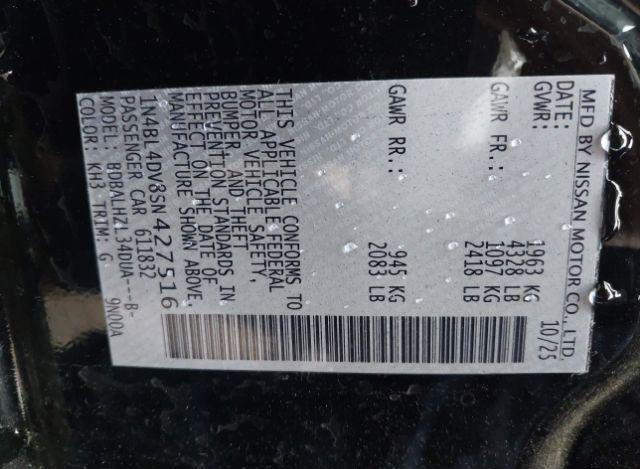 MFD BY NISSAN MOTOR CO., LTD.
DATE: 10/25
GVWR: 1963 KG
4328 LB
GAWR FR.: 1097 KG
2418 LB
GAWR RR.: 945 KG
2083 LB
THIS VEHICLE CONFORMS TO
ALL APPLICABLE FEDERAL
MOTOR VEHICLE SAFETY,
BUMPER AND THEFT
PREVENTION STANDARDS IN
EFFECT ON THE DATE OF
MANUFACTURE SHOWN ABOVE.
1N4BL4DV8SN427516
PASSENGER CAR 611832
MODEL: BDBALHZL34DUA---B-
COLOR: KH3 TRIM: G 9N00A